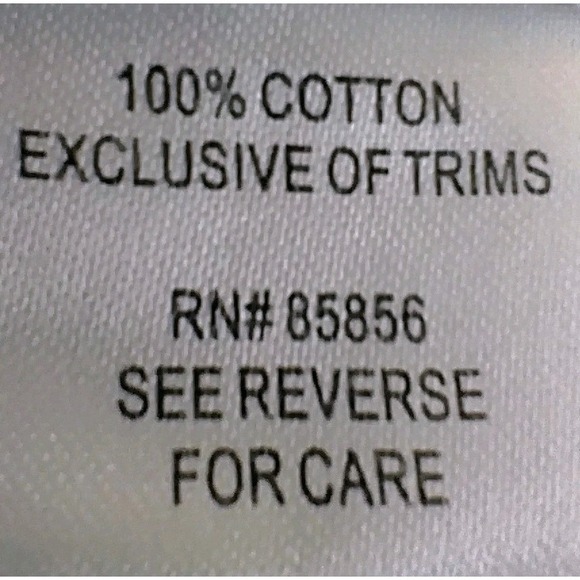 100% COTTON
EXCLUSIVE OF TRIMS
RN# 85856
SEE REVERSE
FOR CARE